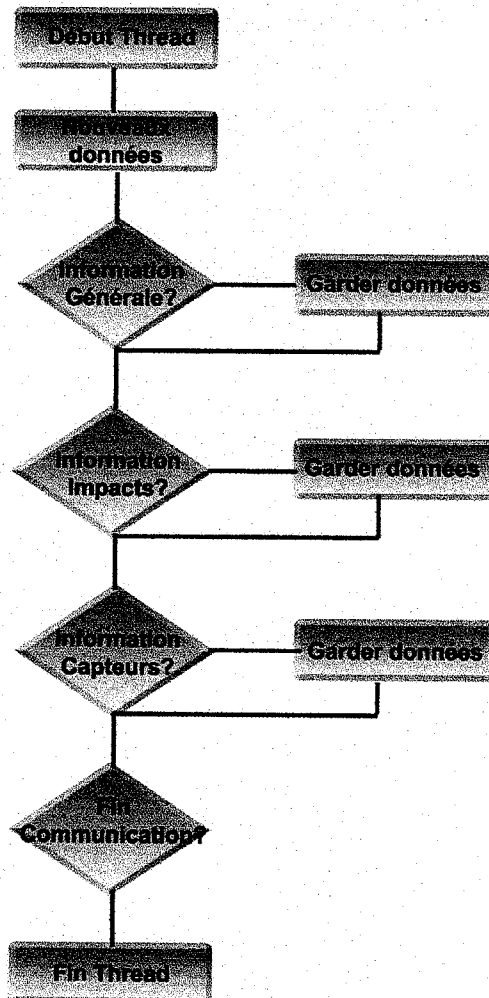 Début Thread
Nouveaux
données
Information
Générale?
Garder données
Information
Impacts?
Garder données
Information
Capteurs?
Garder données
Fin
Communication?
Fin Thread